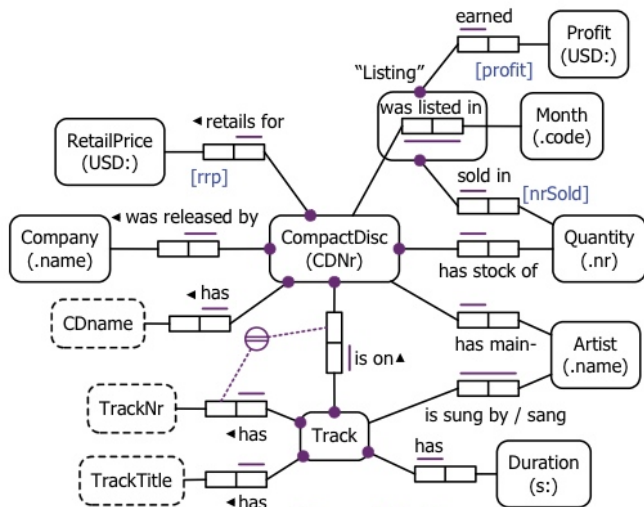 earned
Profit
(USD:)
[profit]
“Listing”
was listed in
Month
(.code)
◄ retails for
RetailPrice
(USD:)
[rrp]
sold in
[nrSold]
◄ was released by
Company
(.name)
CompactDisc
(CDNr)
Quantity
(.nr)
has stock of
◄ has
CDname
is on▲
has main-
Artist
(.name)
is sung by / sang
TrackNr
◄has
Track
has
TrackTitle
◄has
Duration
(s:)